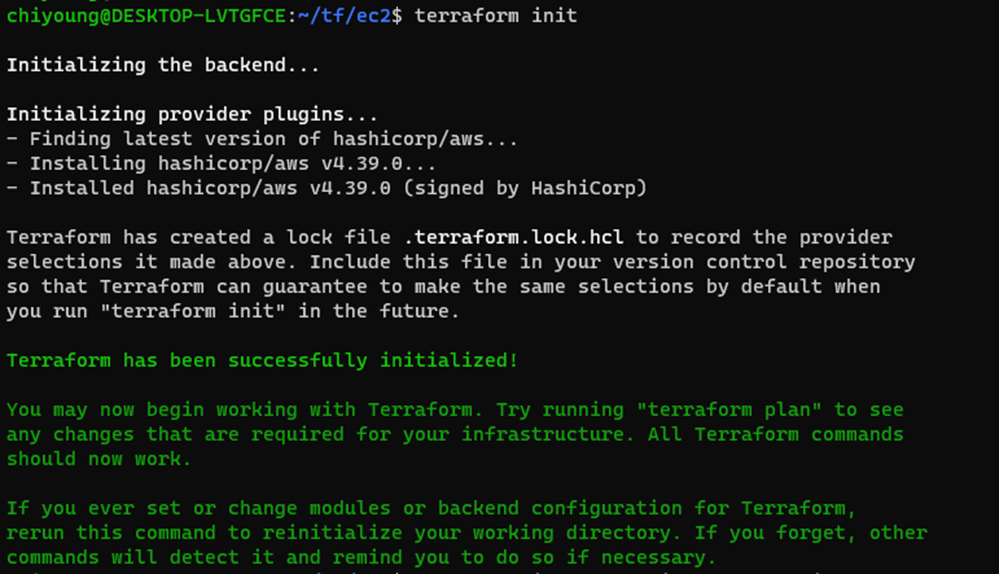 chiyoung@DESKTOP-LVTGFCE:~/tf/ec2$ terraform init
Initializing the backend...
Initializing provider plugins...
- Finding latest version of hashicorp/aws...
- Installing hashicorp/aws v4.39.0...
- Installed hashicorp/aws v4.39.0 (signed by HashiCorp)
Terraform has created a lock file .terraform.lock.hcl to record the provider
selections it made above. Include this file in your version control repository
so that Terraform can guarantee to make the same selections by default when
you run "terraform init" in the future.
Terraform has been successfully initialized!
You may now begin working with Terraform. Try running "terraform plan" to see
any changes that are required for your infrastructure. All Terraform commands
should now work.
If you ever set or change modules or backend configuration for Terraform,
rerun this command to reinitialize your working directory. If you forget, other
commands will detect it and remind you to do so if necessary.